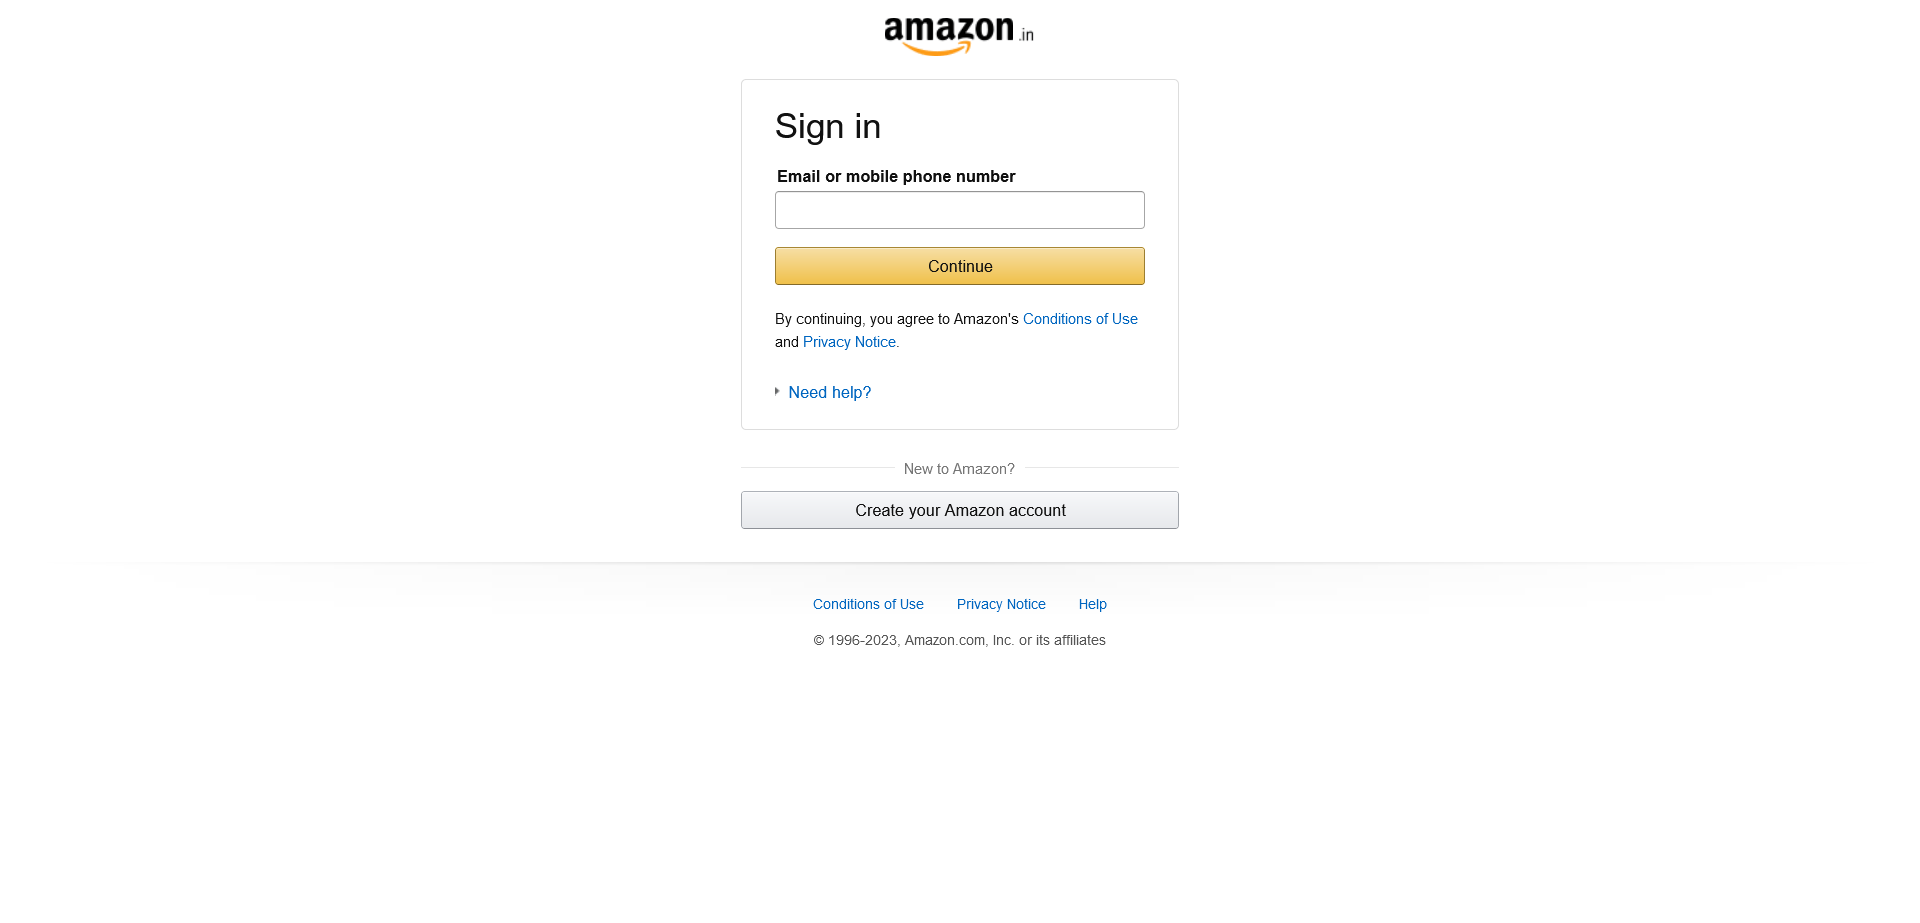 amazon.in
Sign in
Email or mobile phone number
Continue
By continuing, you agree to Amazon's Conditions of Use
and Privacy Notice.
Need help?
New to Amazon?
Create your Amazon account
Conditions of Use Privacy Notice Help
© 1996-2023, Amazon.com, Inc. or its affiliates